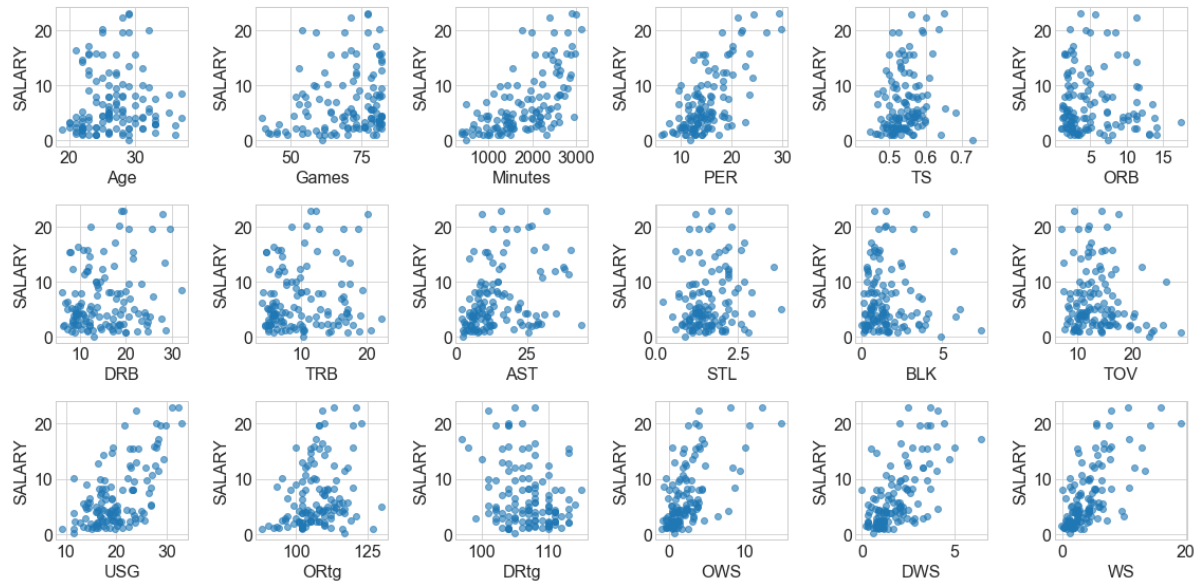 SALARY 20 10 0 20 30 Age
SALARY 20 10 0 50 75 Games
SALARY 20 10 0 1000 2000 3000 Minutes
SALARY 20 10 0 10 20 30 PER
SALARY 20 10 0 0.5 0.6 0.7 TS
SALARY 20 10 0 5 10 15 ORB
SALARY 20 10 0 10 20 30 DRB
SALARY 20 10 0 10 20 TRB
SALARY 20 10 0 0 25 AST
SALARY 20 10 0 0.0 2.5 STL
SALARY 20 10 0 0 5 BLK
SALARY 20 10 0 10 20 TOV
SALARY 20 10 0 10 20 30 USG
SALARY 20 10 0 100 125 ORtg
SALARY 20 10 0 100 110 DRtg
SALARY 20 10 0 0 10 OWS
SALARY 20 10 0 0 5 DWS
SALARY 20 10 0 0 10 20 WS